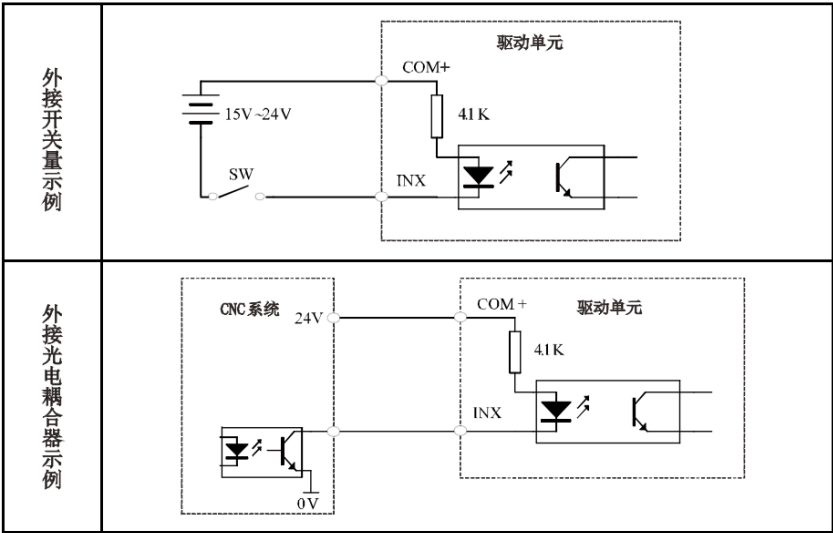 外接开关量示例
驱动单元
COM+
4.1K
15V~24V
SW
INX
外接光电耦合器示例
CNC系统
24V
COM+
驱动单元
4.1K
INX
0V